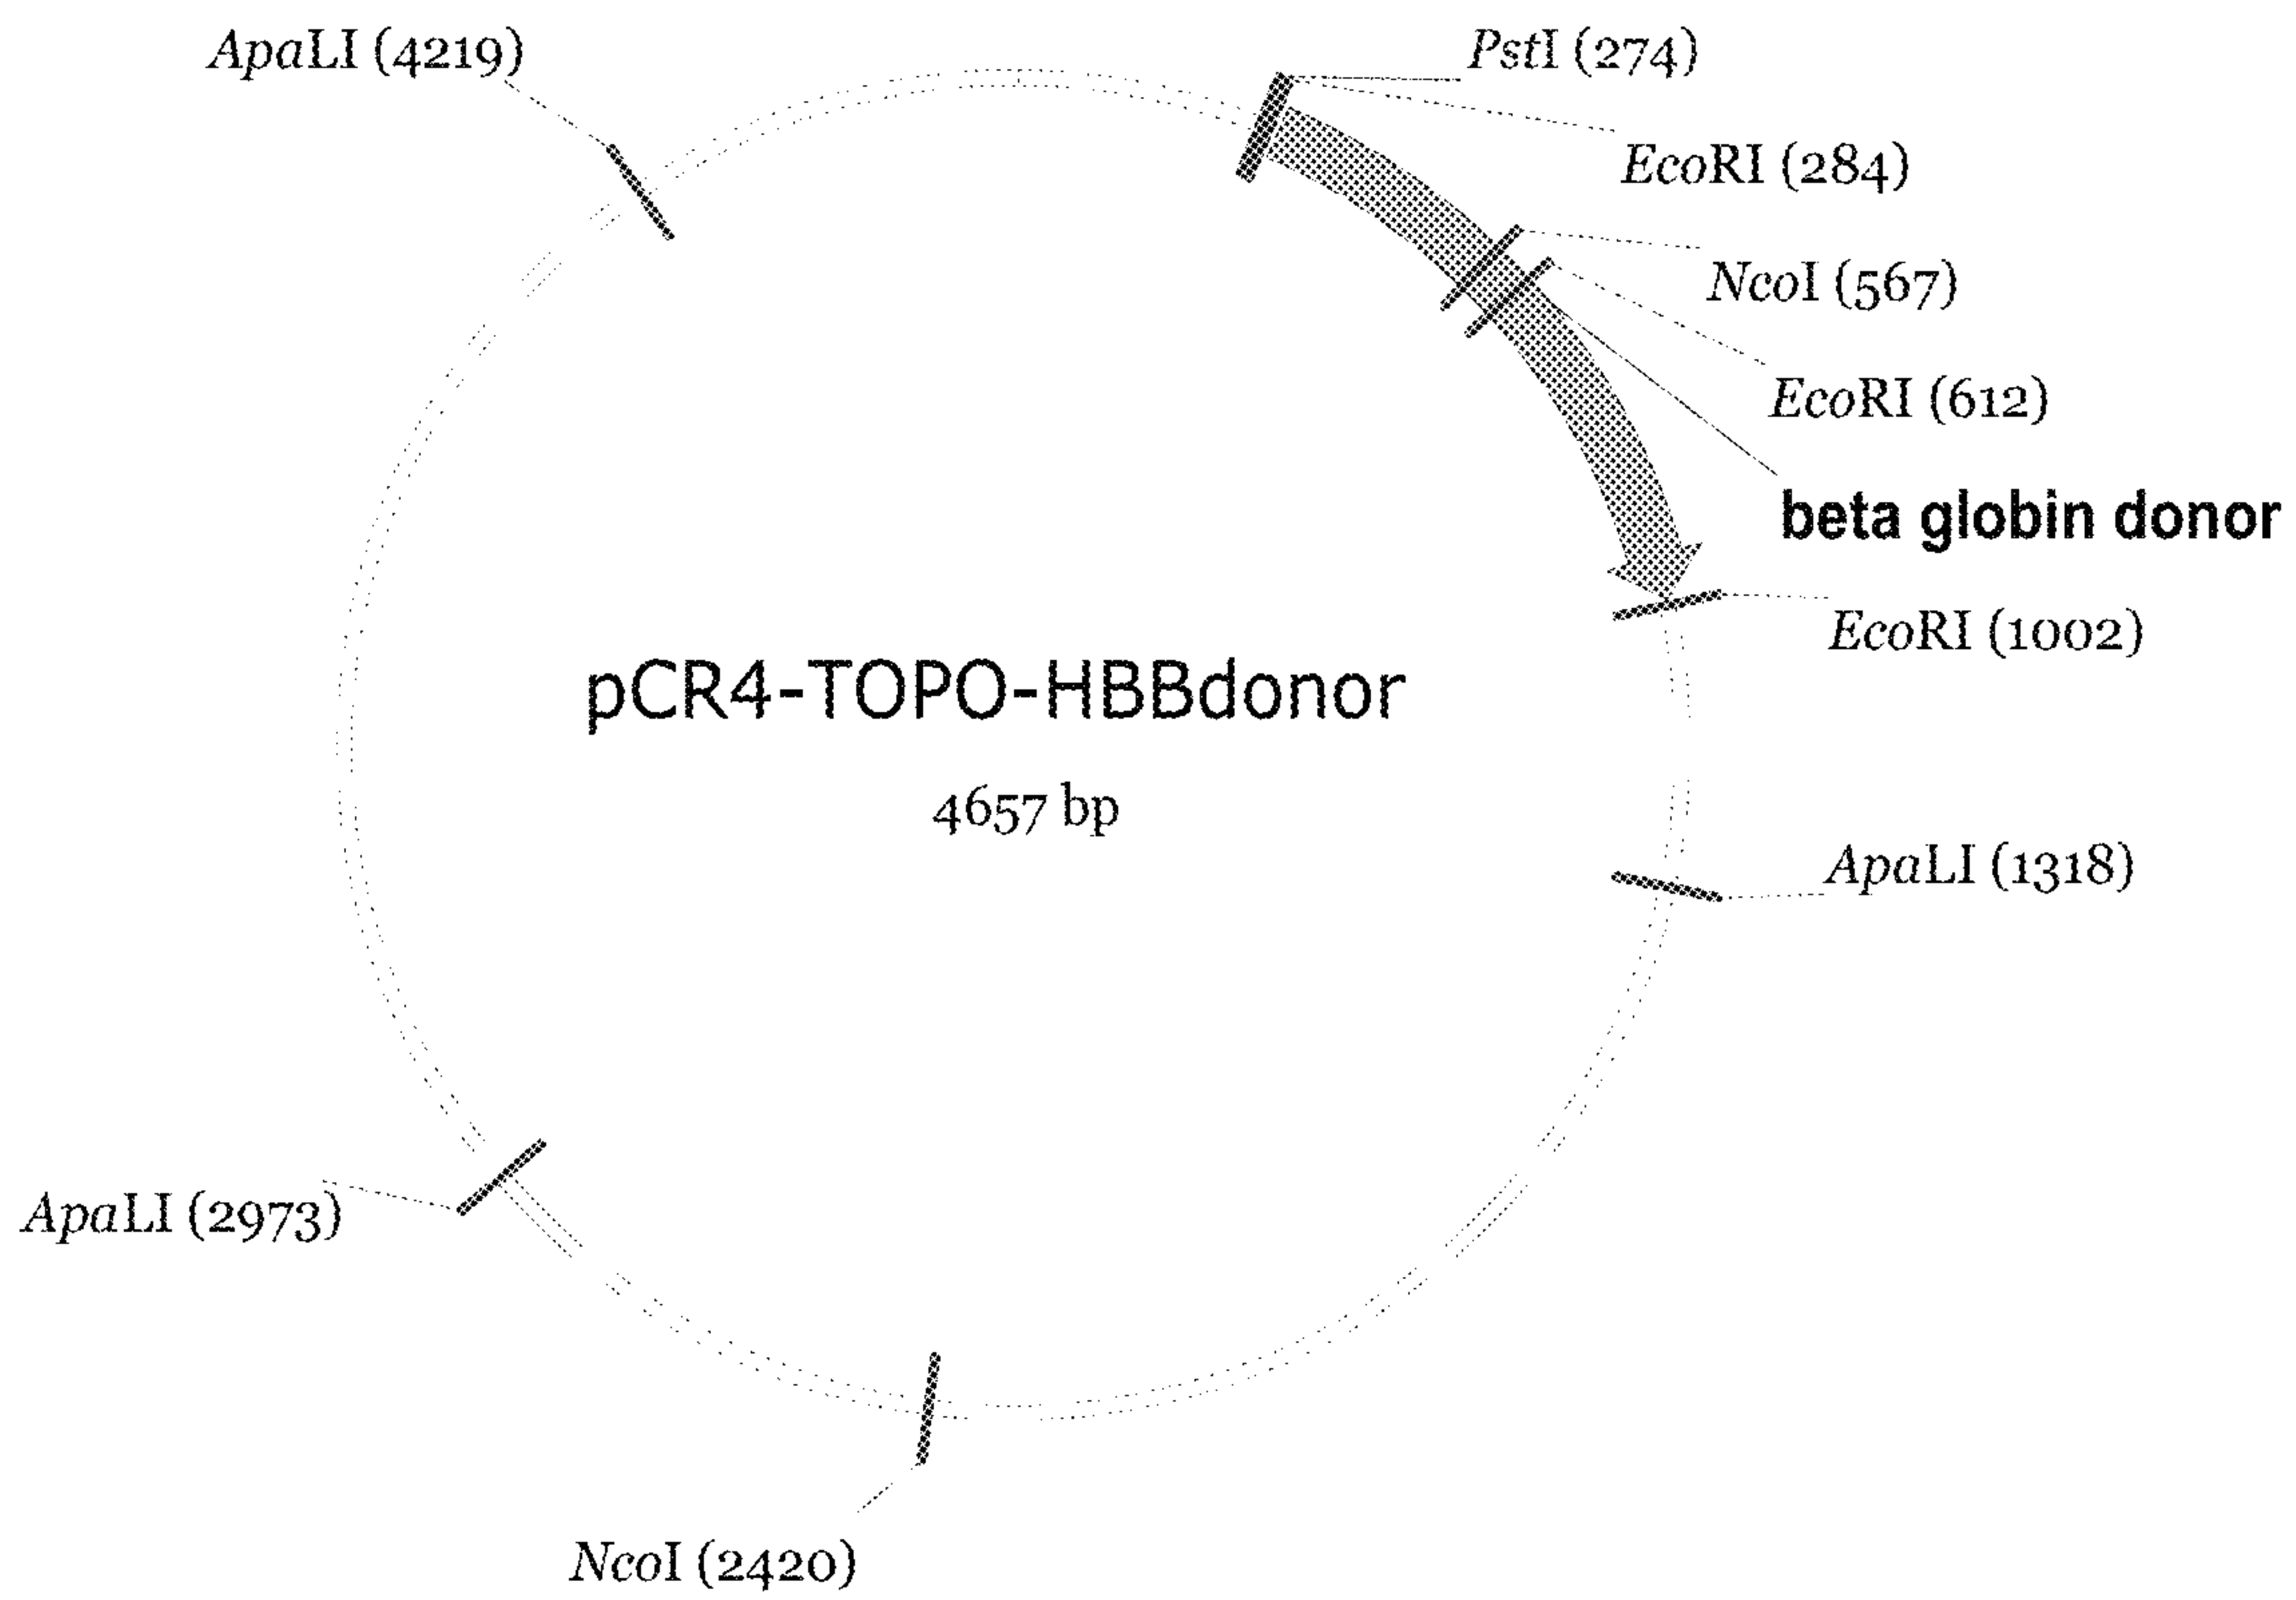 ApaLI (4219)
PstI (274)
EcoRI (284)
NcoI (567)
EcoRI (612)
beta globin donor
EcoRI (1002)
pCR4-TOPO-HBBdonor
4657 bp
ApaLI (1318)
ApaLI (2973)
NcoI (2420)